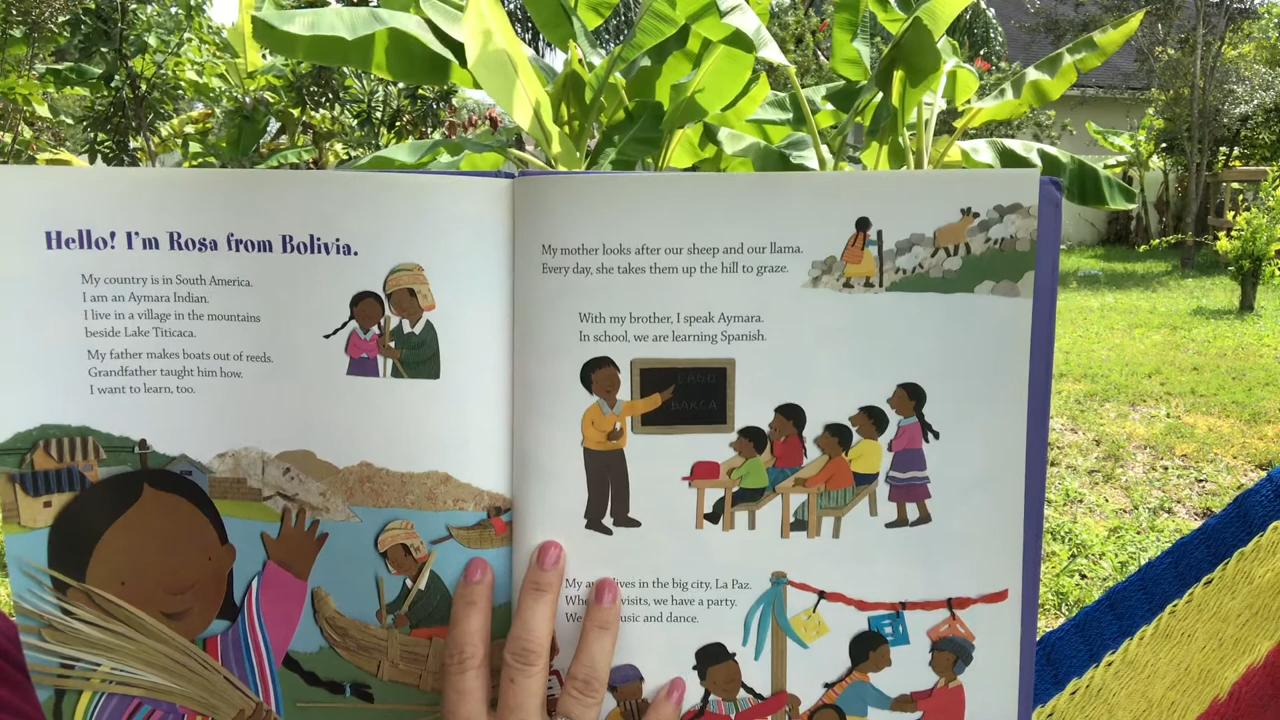 Hello! I'm Rosa from Bolivia.
My country is in South America.
I am an Aymara Indian.
I live in a village in the mountains
beside Lake Titicaca.
My father makes boats out of reeds.
Grandfather taught him how.
I want to learn, too.
My mother looks after our sheep and our llama.
Every day, she takes them up the hill to graze.
With my brother, I speak Aymara.
In school, we are learning Spanish.
LAGO
BARCA
My lives in the big city, La Paz.
visits, we have a party.
We music and dance.